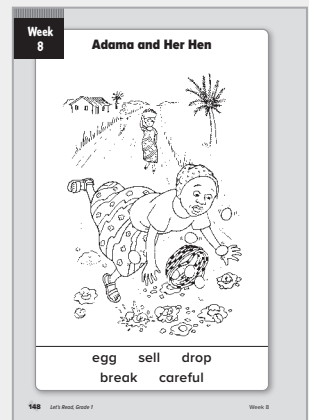 Week
8
Adama and Her Hen
egg sell drop
break careful
148 Let's Read, Grade 1 Week 8